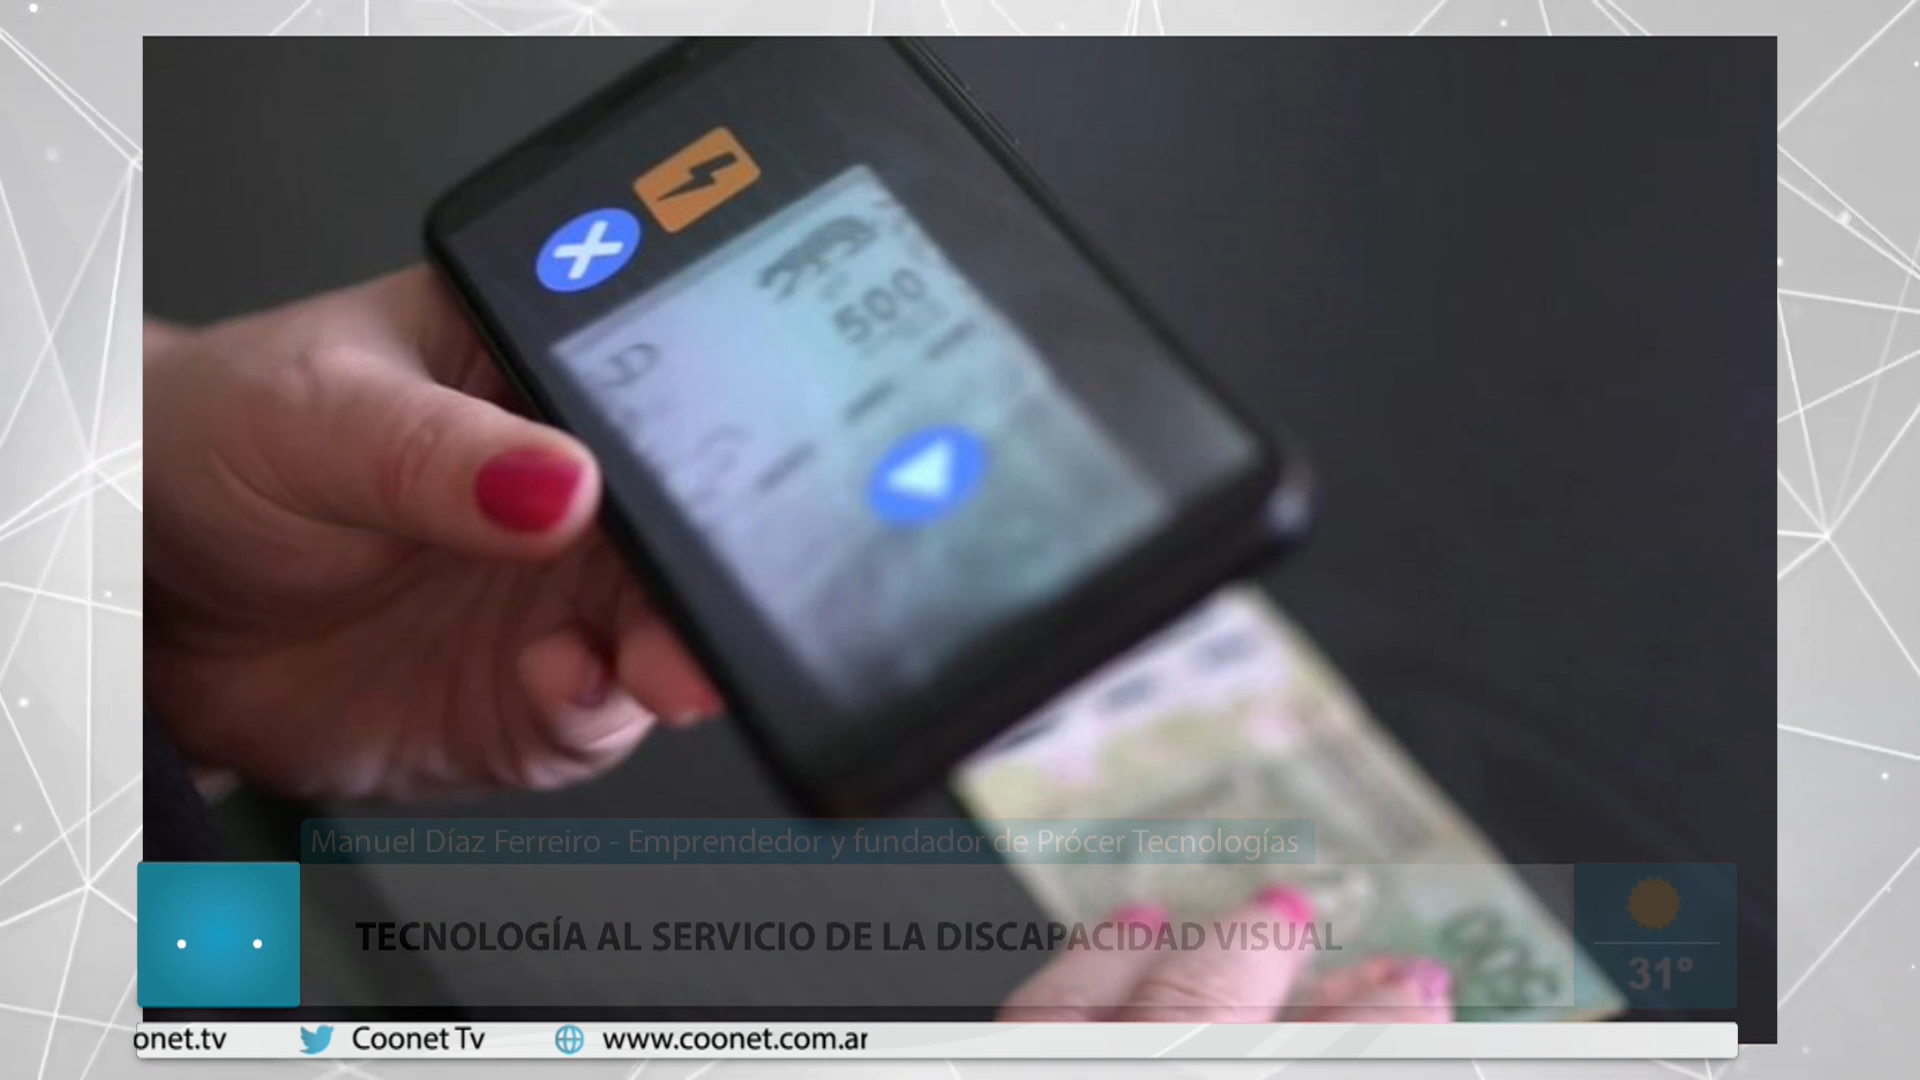 500
Manuel Díaz Ferreiro - Emprendedor y fundador de Prócer Tecnologías
TECNOLOGÍA AL SERVICIO DE LA DISCAPACIDAD VISUAL
31°
500
onet.tv Coonet Tv www.coonet.com.ar